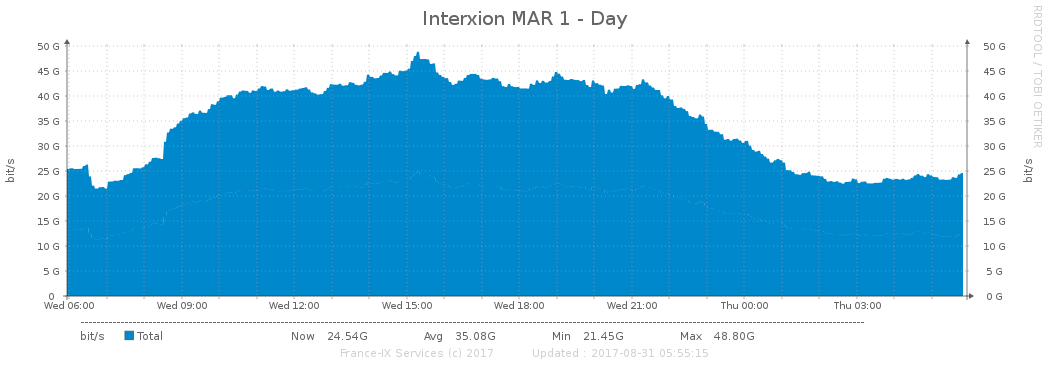 Interxion MAR 1 - Day
RRDTOOL / TOBI OETIKER
bit/s
50 G 50 G
45 G 45 G
40 G 40 G
35 G 35 G
30 G 30 G
25 G 25 G
20 G 20 G
15 G 15 G
10 G 10 G
5 G 5 G
0 0 G
bit/s
Wed 06:00 Wed 09:00 Wed 12:00 Wed 15:00 Wed 18:00 Wed 21:00 Thu 00:00 Thu 03:00
bit/s Total Now 24.54G Avg 35.08G Min 21.45G Max 48.80G
France-IX Services (c) 2017 Updated : 2017-08-31 05:55:15